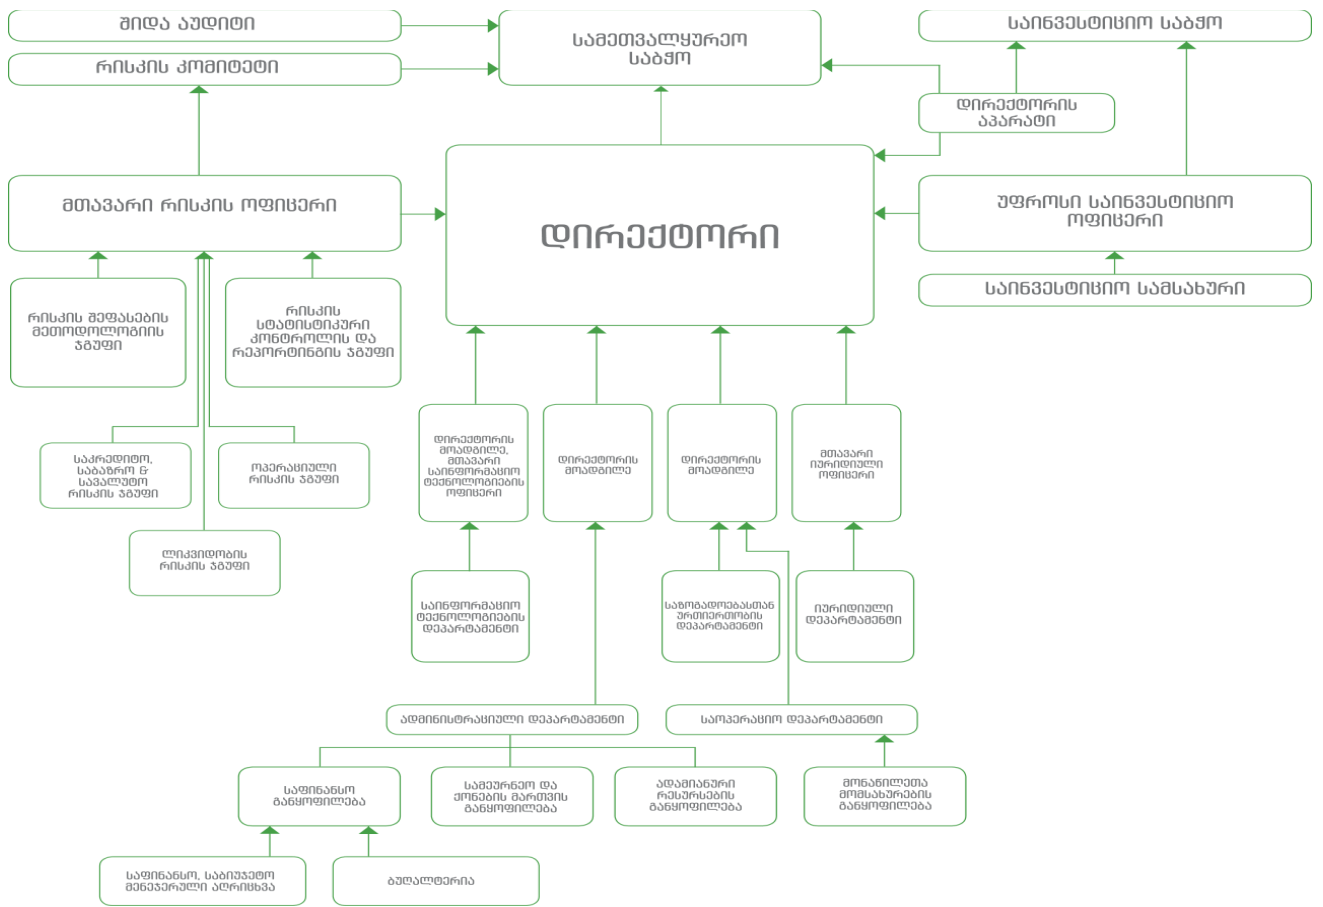 შიდა აუდიტი
რისკის კომიტეტი
სამეთვალყურეო
საბჭო
საინვესტიციო საბჭო
დირექტორის
აპარატი
მთავარი რისკის ოფიცერი
დირექტორი
უფროსი საინვესტიციო
ოფიცერი
საინვესტიციო სამსახური
რისკის შეფასების
მეთოდოლოგიის
ჯგუფი
რისკის
სტატისტიკური
კონტროლის და
რეპორტინგის ჯგუფი
საკრედიტო,
საბაზრო &
სავალუტო
რისკის ჯგუფი
ოპერაციული
რისკის ჯგუფი
ლიკვიდობის
რისკის ჯგუფი
დირექტორის
მოადგილე,
მთავარი
საინფორმაციო
ტექნოლოგიების
ოფიცერი
დირექტორის
მოადგილე
დირექტორის
მოადგილე
მთავარი
იურიდიული
ოფიცერი
საინფორმაციო
ტექნოლოგიების
დეპარტამენტი
საზოგადოებასთან
ურთიერთობის
დეპარტამენტი
იურიდიული
დეპარტამენტი
ადმინისტრაციული დეპარტამენტი
საოპერაციო დეპარტამენტი
საფინანსო
განყოფილება
სამეურნეო და
ქონების მართვის
განყოფილება
ადამიანური
რესურსების
განყოფილება
მონაწილეთა
მომსახურების
განყოფილება
საფინანსო, საბიუჯეტო
მენეჯერული აღრიცხვა
ბუღალტერია